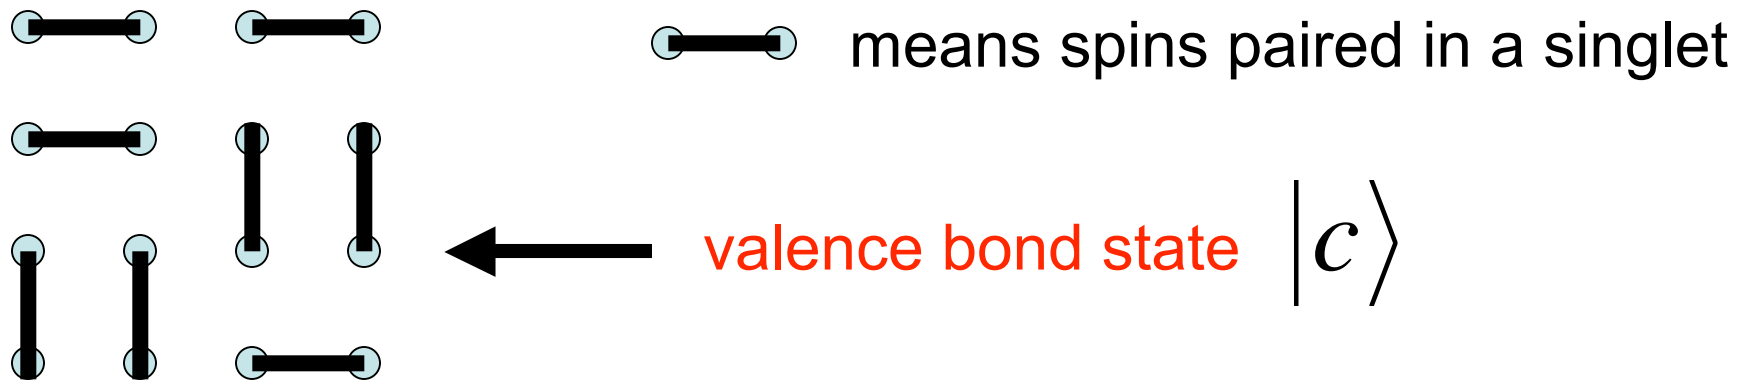 means spins paired in a singlet
valence bond state |c⟩